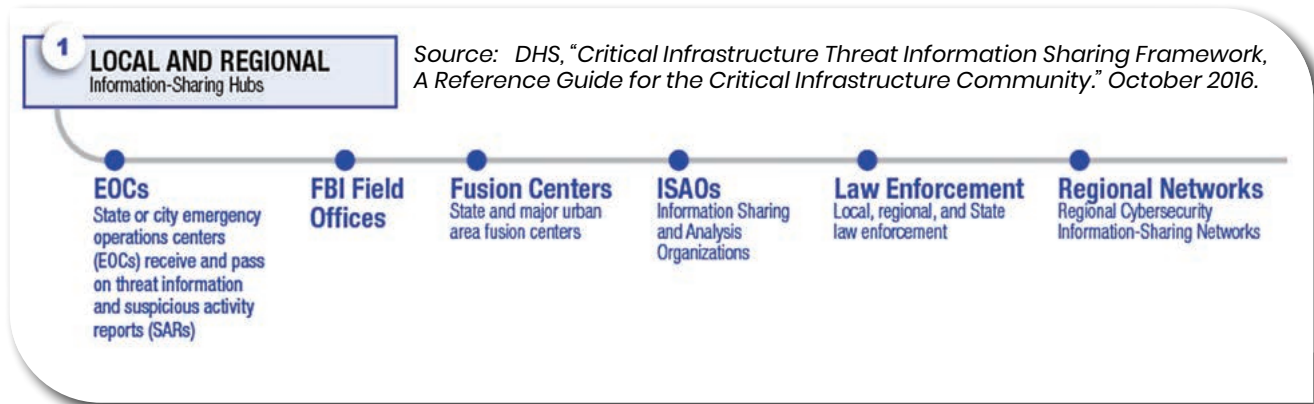 1
LOCAL AND REGIONAL
Information-Sharing Hubs
Source: DHS, “Critical Infrastructure Threat Information Sharing Framework,
A Reference Guide for the Critical Infrastructure Community.” October 2016.
EOCs
State or city emergency
operations centers
(EOCs) receive and pass
on threat information
and suspicious activity
reports (SARs)
FBI Field
Offices
Fusion Centers
State and major urban
area fusion centers
ISAOs
Information Sharing
and Analysis
Organizations
Law Enforcement
Local, regional, and State
law enforcement
Regional Networks
Regional Cybersecurity
Information-Sharing Networks